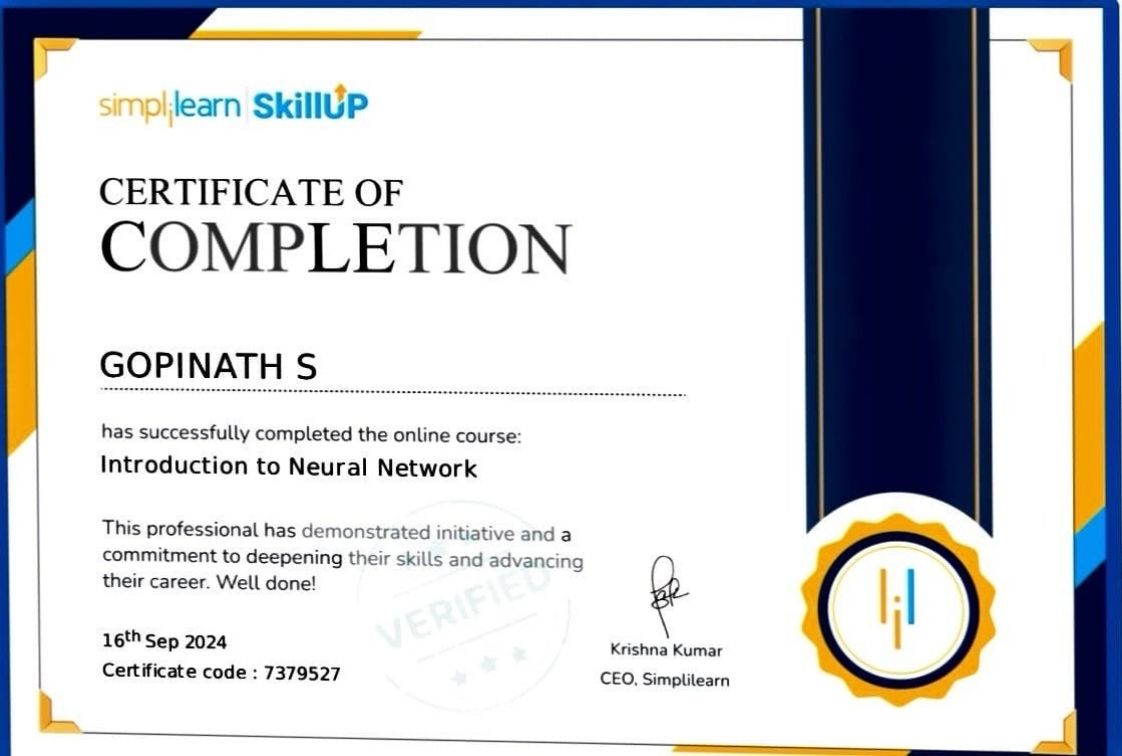 simplilearn | SkillUP
CERTIFICATE OF
COMPLETION
GOPINATH S
has successfully completed the online course:
Introduction to Neural Network
This professional has demonstrated initiative and a
commitment to deepening their skills and advancing
their career. Well done!
VERIFIED
16th Sep 2024
Certificate code : 7379527
Krishna Kumar
CEO, Simplilearn